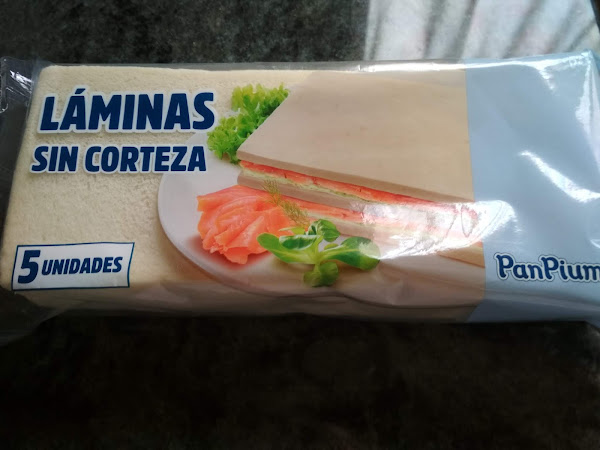 LÁMINAS
SIN CORTEZA
5 UNIDADES
PanPium